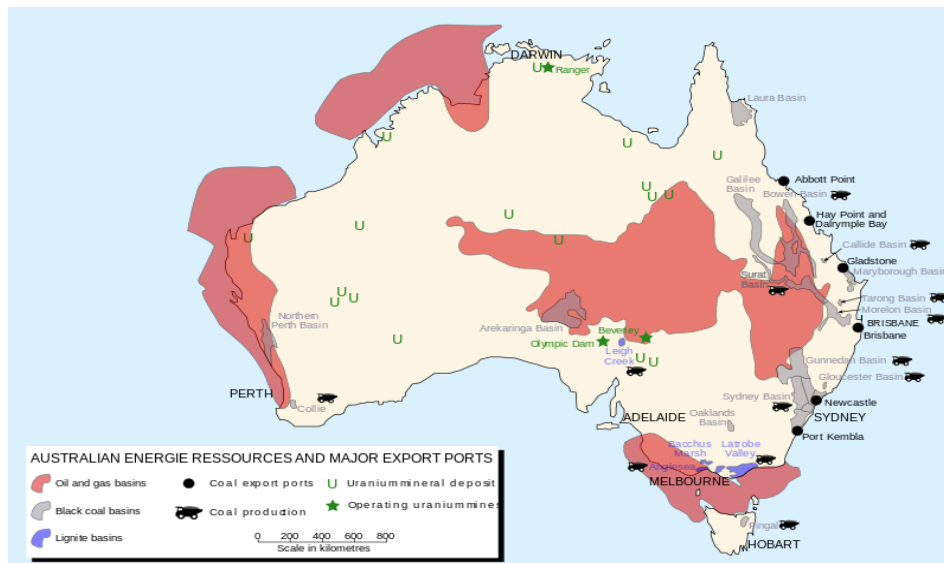 DARWIN
U
Ranger
Laura Basin
U
U
U
Galilee
Basin
Abbott Point
Bowen Basin
U
U
U
U
Hay Point and
Dalrymple Bay
U
U
U
Callide Basin
Gladstone
Surat
Basin
Maryborough Basin
U
U
U
Tarong Basin
Morelon Basin
Northern
Perth Basin
Arekaringa Basin
Beverley
BRISBANE
Brisbane
U
Olympic Dam
Leigh
Creek
U
U
Gunnedah Basin
Gloucester Basin
PERTH
Collie
Sydney Basin
Newcastle
ADELAIDE
Oaklands
Basin
SYDNEY
Port Kembla
Bacchus
Marsh
Latrobe
Valley
Anglesea
MELBOURNE
Fingal
HOBART
AUSTRALIAN ENERGIE RESSOURCES AND MAJOR EXPORT PORTS
Oil and gas basins
Coal export ports
U Uranium mineral deposit
Black coal basins
Coal production
Operating uranium mines
Lignite basins
0 200 400 600 800
Scale in kilometres